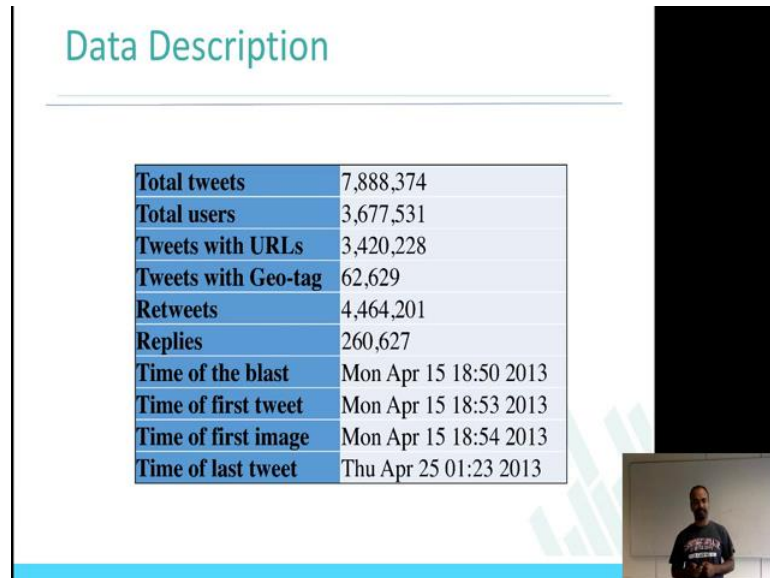 Data Description
Total tweets 7,888,374
Total users 3,677,531
Tweets with URLs 3,420,228
Tweets with Geo-tag 62,629
Retweets 4,464,201
Replies 260,627
Time of the blast Mon Apr 15 18:50 2013
Time of first tweet Mon Apr 15 18:53 2013
Time of first image Mon Apr 15 18:54 2013
Time of last tweet Thu Apr 25 01:23 2013